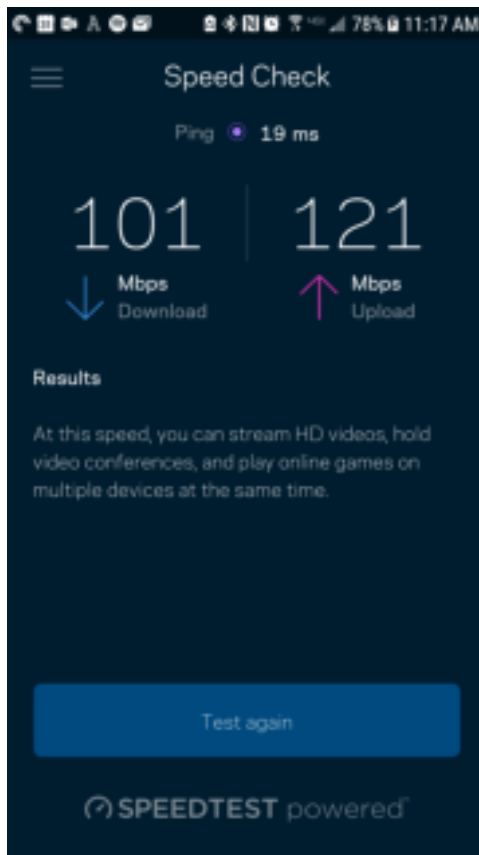 78% 11:17 AM
Speed Check
Ping 19 ms
101 121
Mbps Mbps
Download Upload
Results
At this speed, you can stream HD videos, hold
video conferences, and play online games on
multiple devices at the same time.
Test again
SPEEDTEST powered